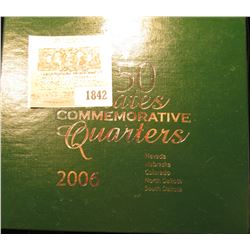 1842
50
States
COMMEMORATIVE
Quarters
2006
Nevada
Nebraska
Colorado
North Dakota
South Dakota